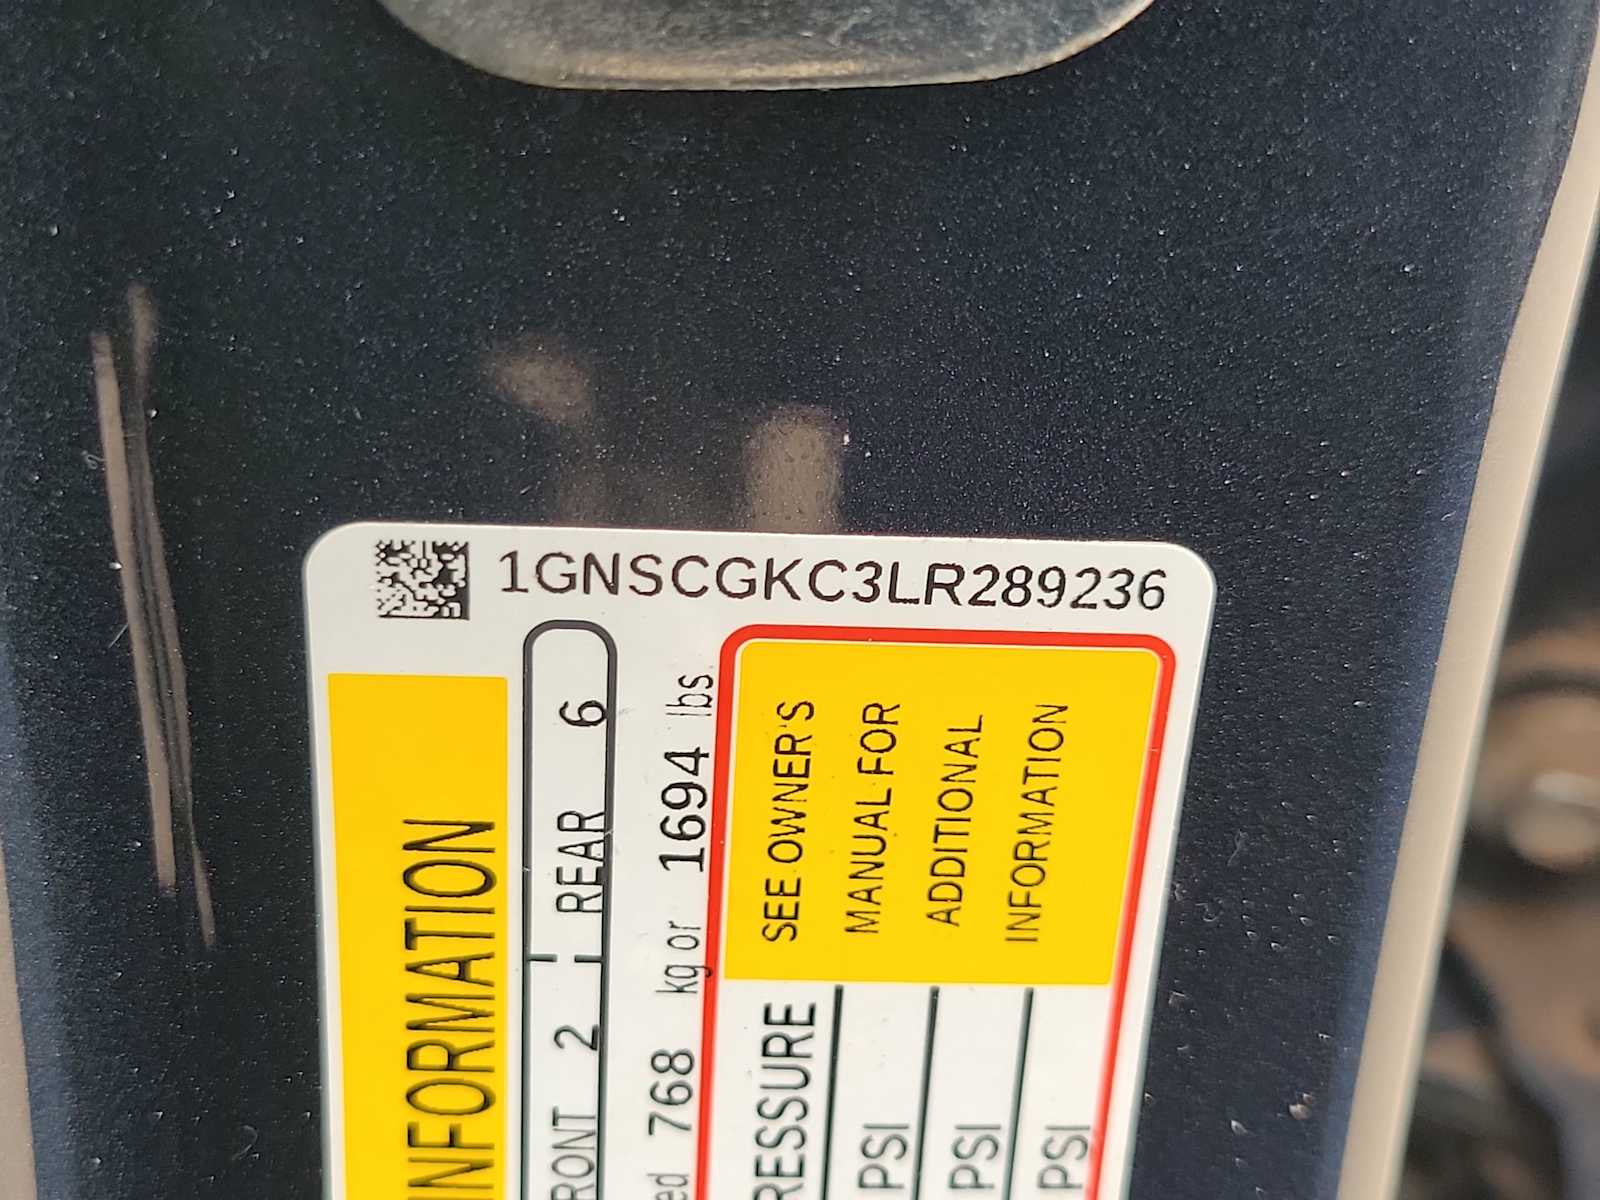 1GNSCGKC3LR289236
INFORMATION
RONT 2 REAR 6
ed 768 kg or 1694 lbs
RESSURE
SEE OWNER'S
MANUAL FOR
ADDITIONAL
INFORMATION
PSI
PSI
PSI